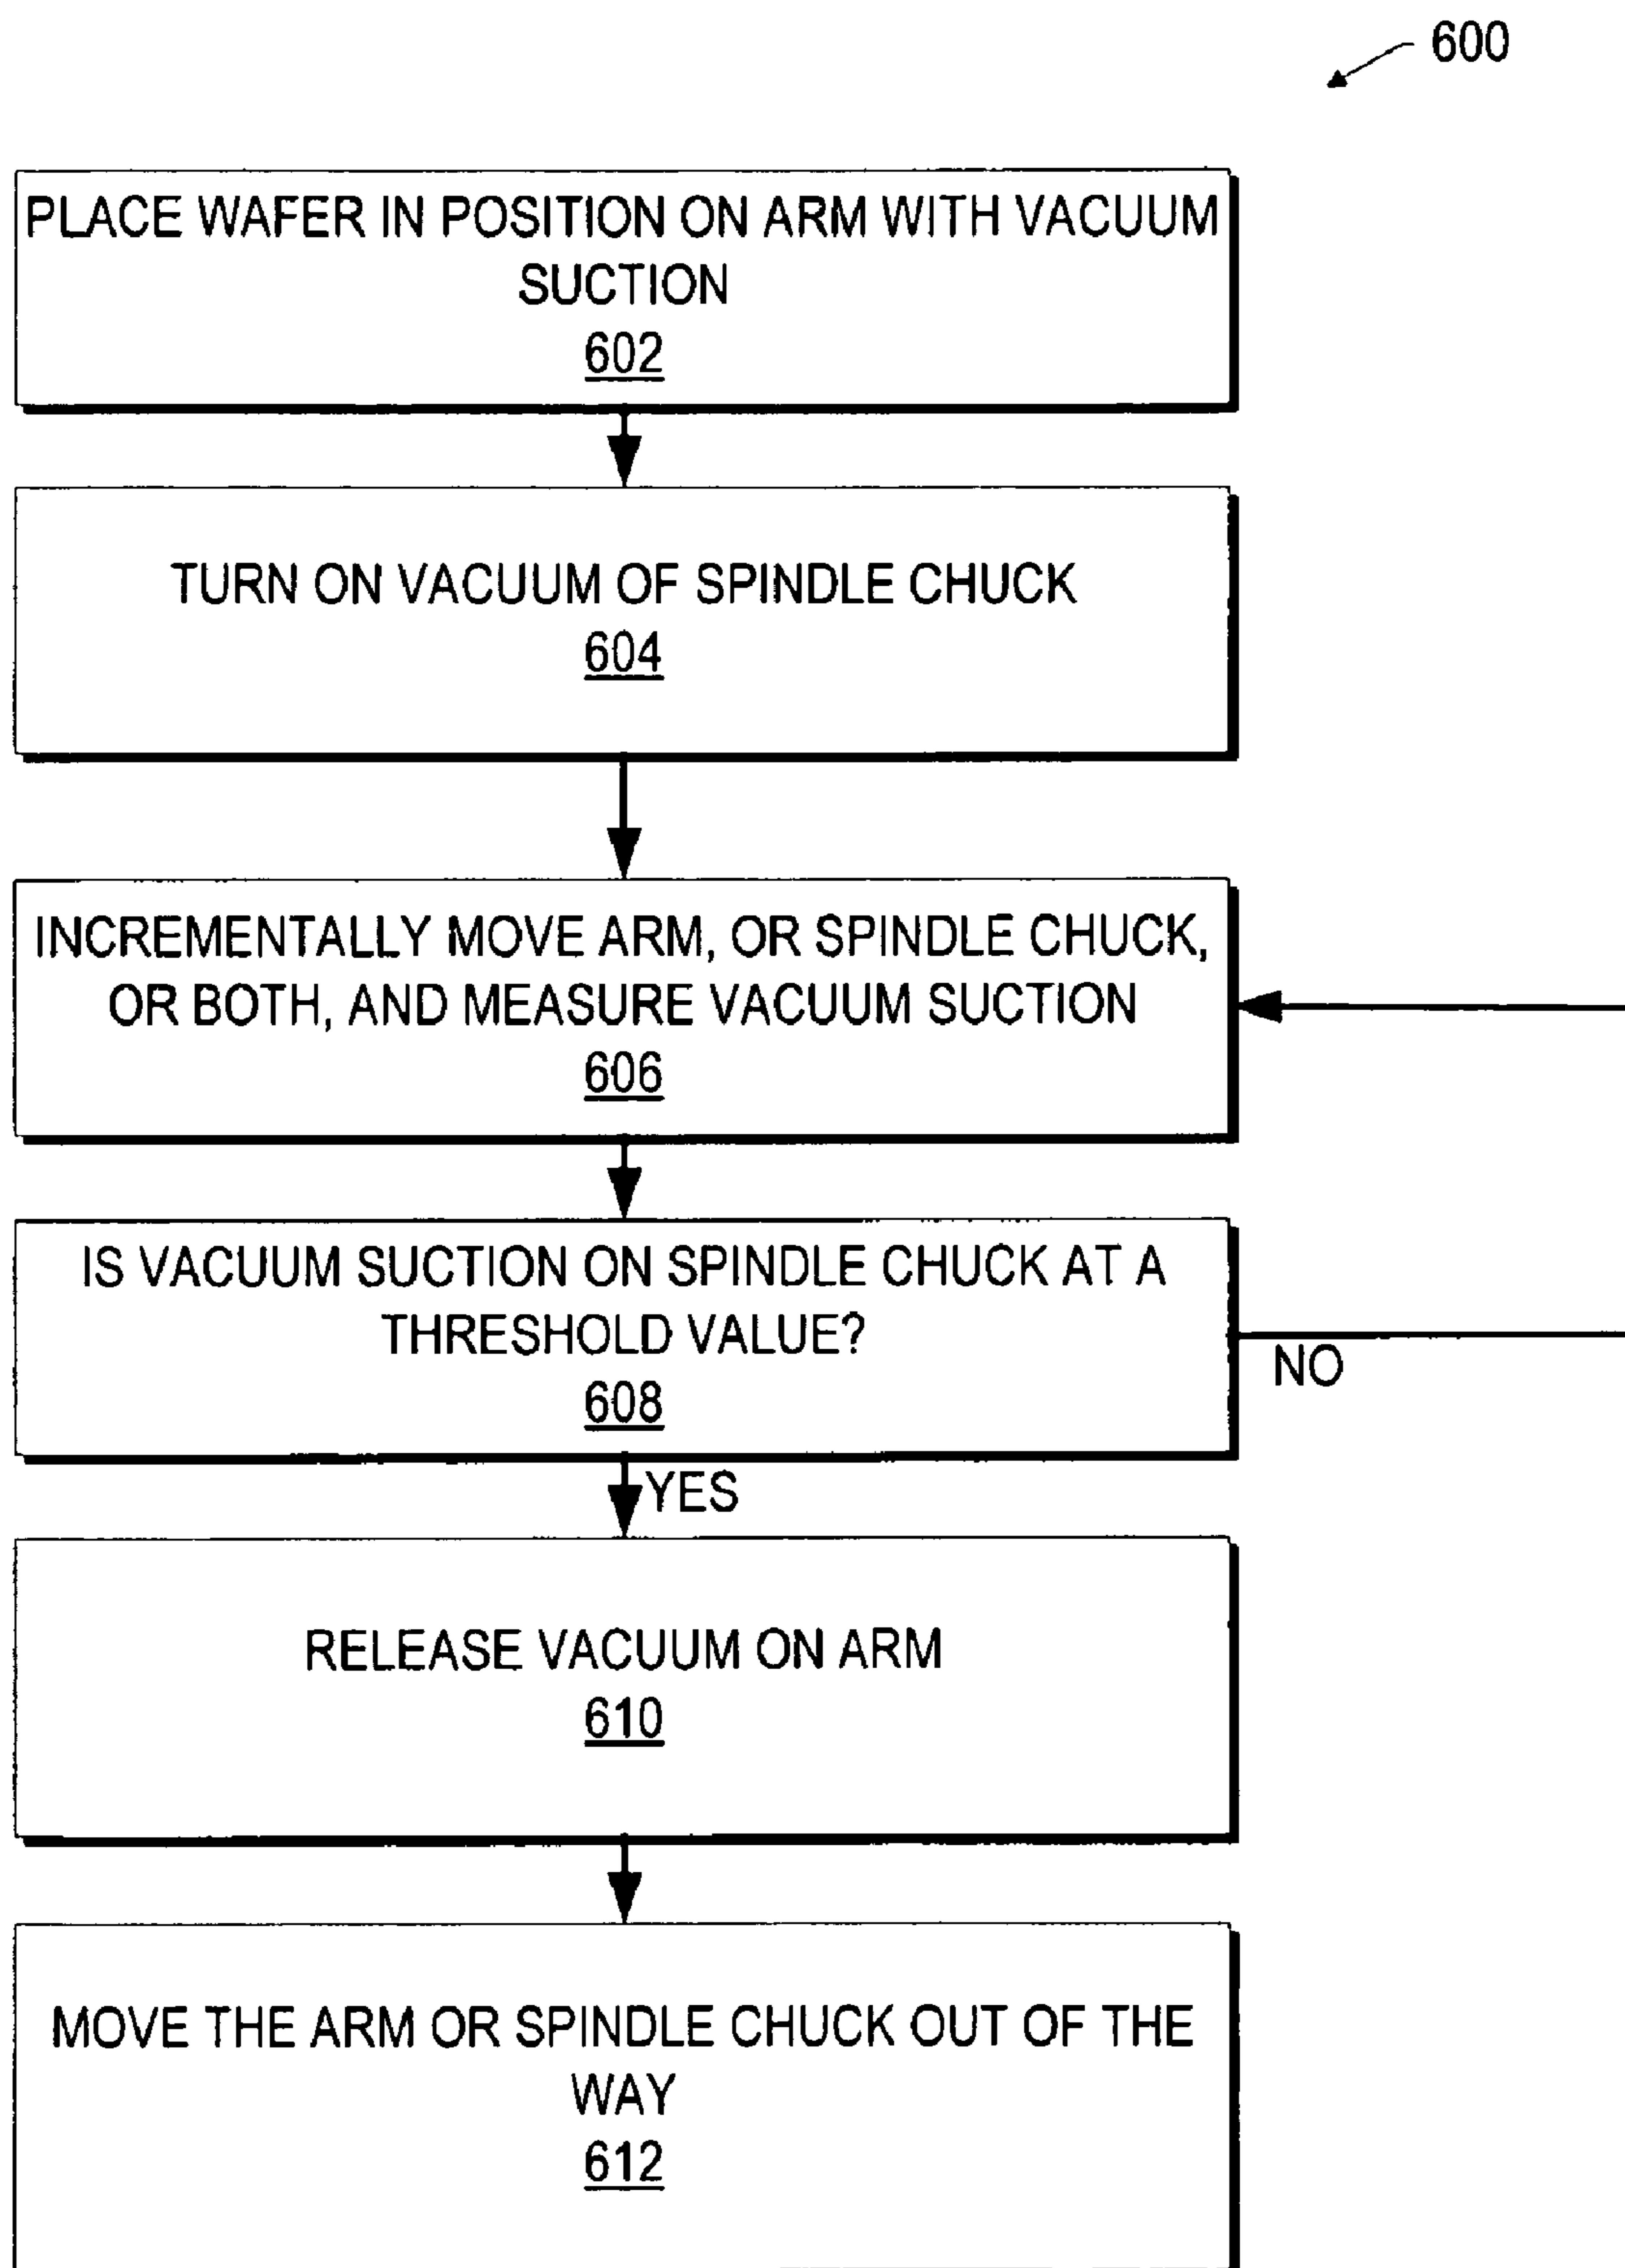 600
PLACE WAFER IN POSITION ON ARM WITH VACUUM
SUCTION
602
TURN ON VACUUM OF SPINDLE CHUCK
604
INCREMENTALLY MOVE ARM, OR SPINDLE CHUCK,
OR BOTH, AND MEASURE VACUUM SUCTION
606
IS VACUUM SUCTION ON SPINDLE CHUCK AT A
THRESHOLD VALUE?
608
NO
YES
RELEASE VACUUM ON ARM
610
MOVE THE ARM OR SPINDLE CHUCK OUT OF THE
WAY
612